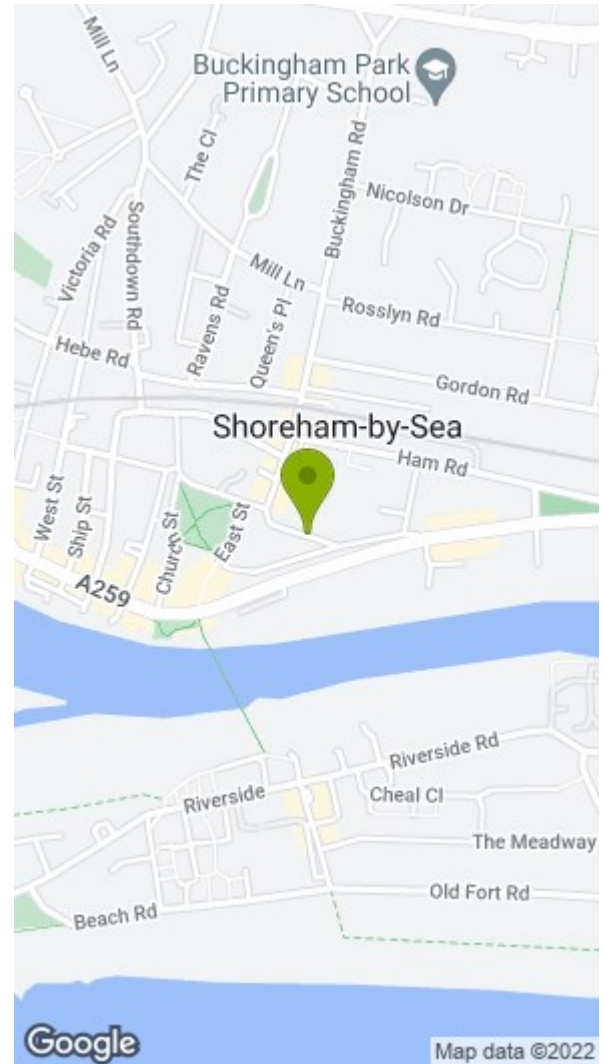 Mill Ln
Buckingham Park
Primary School
The Cl
Buckingham Rd
Nicolson Dr
Victoria Rd
Southdown Rd
Mill Ln
Ravens Rd
Queen's Pl
Rosslyn Rd
Hebe Rd
Gordon Rd
Shoreham-by-Sea
Ham Rd
West St
Ship St
Church St
East St
A259
Riverside Rd
Riverside
Cheal Cl
The Meadway
Old Fort Rd
Beach Rd
Google
Map data ©2022